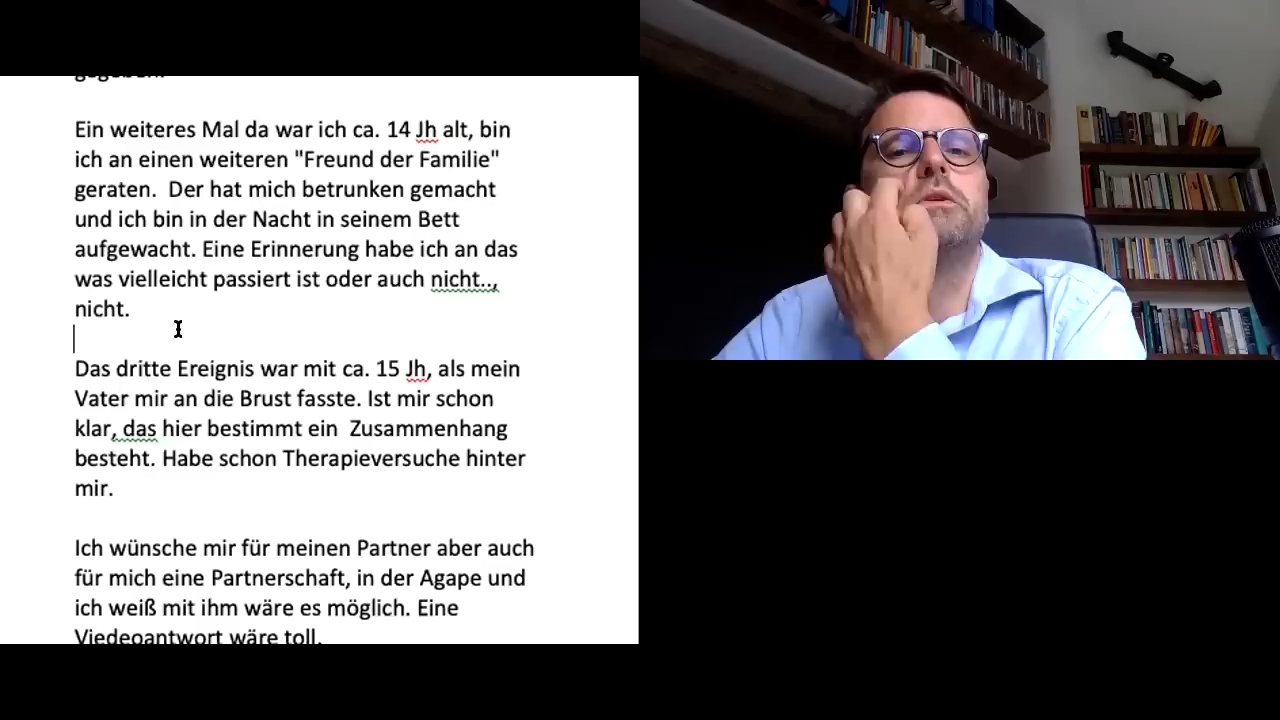 gegeben.
Ein weiteres Mal da war ich ca. 14 Jh alt, bin
ich an einen weiteren "Freund der Familie"
geraten.  Der hat mich betrunken gemacht
und ich bin in der Nacht in seinem Bett
aufgewacht. Eine Erinnerung habe ich an das
was vielleicht passiert ist oder auch nicht..,
nicht.
Das dritte Ereignis war mit ca. 15 Jh, als mein
Vater mir an die Brust fasste. Ist mir schon
klar, das hier bestimmt ein  Zusammenhang
besteht. Habe schon Therapieversuche hinter
mir.
Ich wünsche mir für meinen Partner aber auch
für mich eine Partnerschaft, in der Agape und
ich weiß mit ihm wäre es möglich. Eine
Viedeoantwort wäre toll.